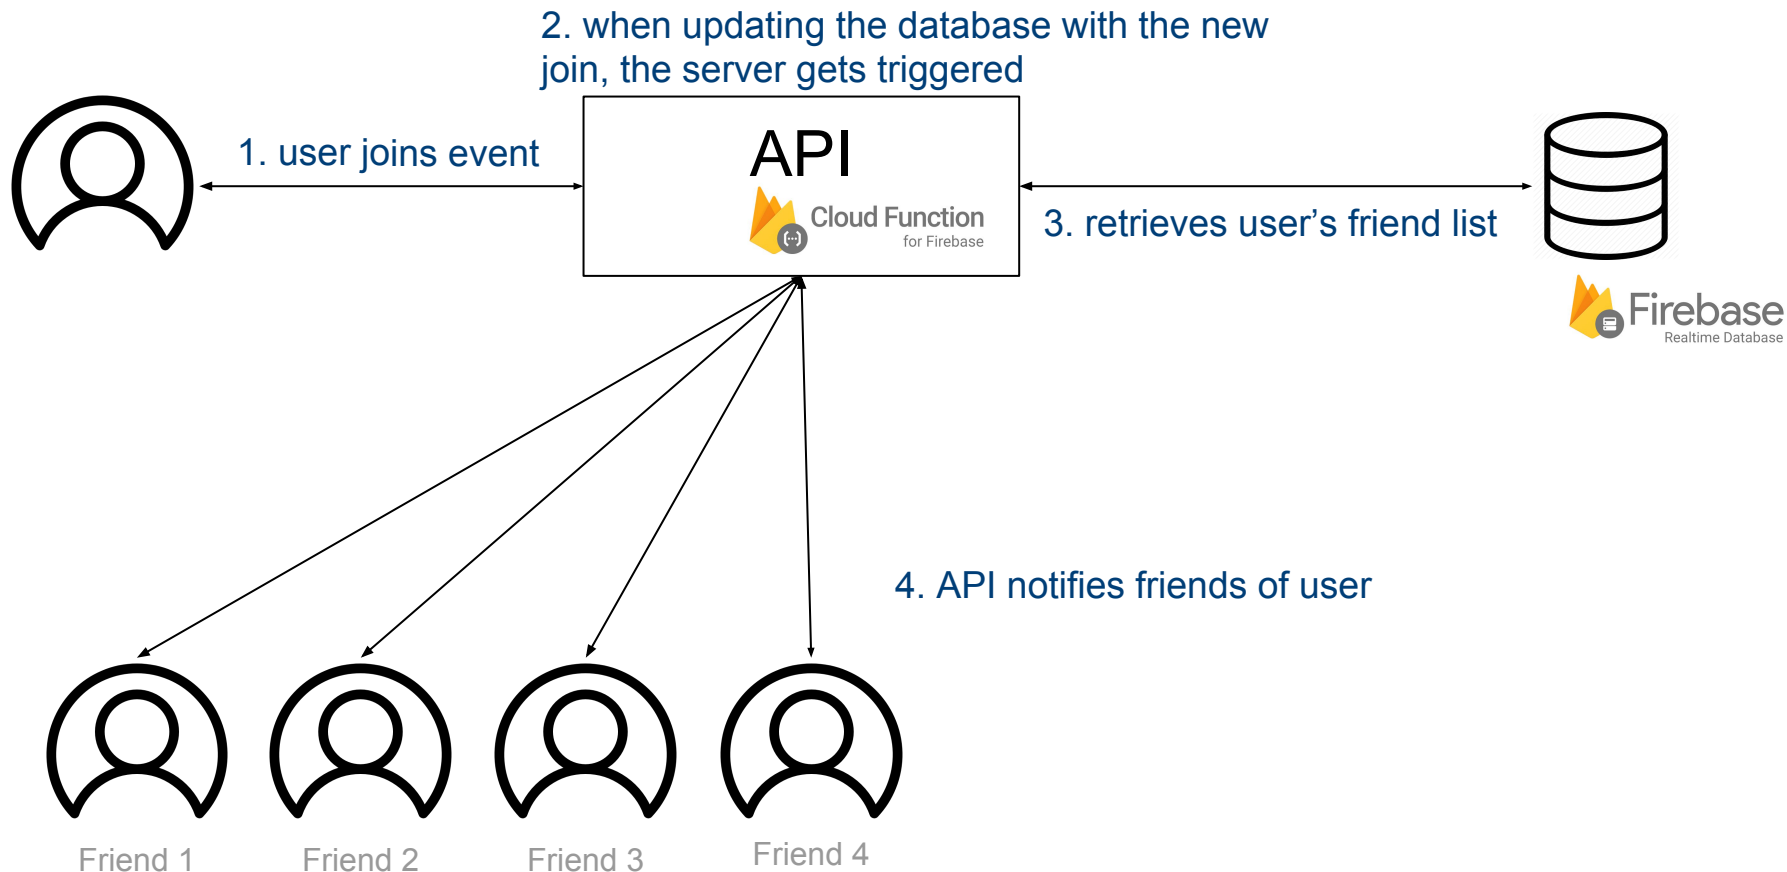 2. when updating the database with the new
join, the server gets triggered
1. user joins event
API
Cloud Function
for Firebase
3. retrieves user’s friend list
Firebase
Realtime Database
4. API notifies friends of user
Friend 1
Friend 2
Friend 3
Friend 4